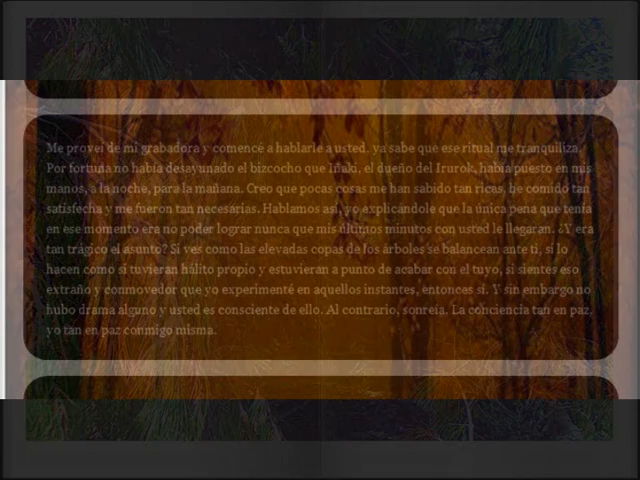 Me proveí de mi grabadora y comencé a hablarle a usted, ya sabe que ese ritual me tranquiliza.
Por fortuna no había desayunado el bizcocho que Iñaki, el dueño del Irurok, había puesto en mis
manos, a la noche, para la mañana. Creo que pocas cosas me han sabido tan ricas, he comido tan
satisfecha y me fueron tan necesarias. Hablamos así, yo explicándole que la única pena que tenía
en ese momento era no poder lograr nunca que mis últimos minutos con usted le llegaran. ¿Y era
tan trágico el asunto? Si ves como las elevadas copas de los árboles se balancean ante ti, si lo
hacen como si tuvieran hálito propio y estuvieran a punto de acabar con el tuyo, si sientes eso
extraño y conmovedor que yo experimenté en aquellos instantes, entonces sí. Y sin embargo no
hubo drama alguno y usted es consciente de ello. Al contrario, sonreía. La conciencia tan en paz,
yo tan en paz conmigo misma.